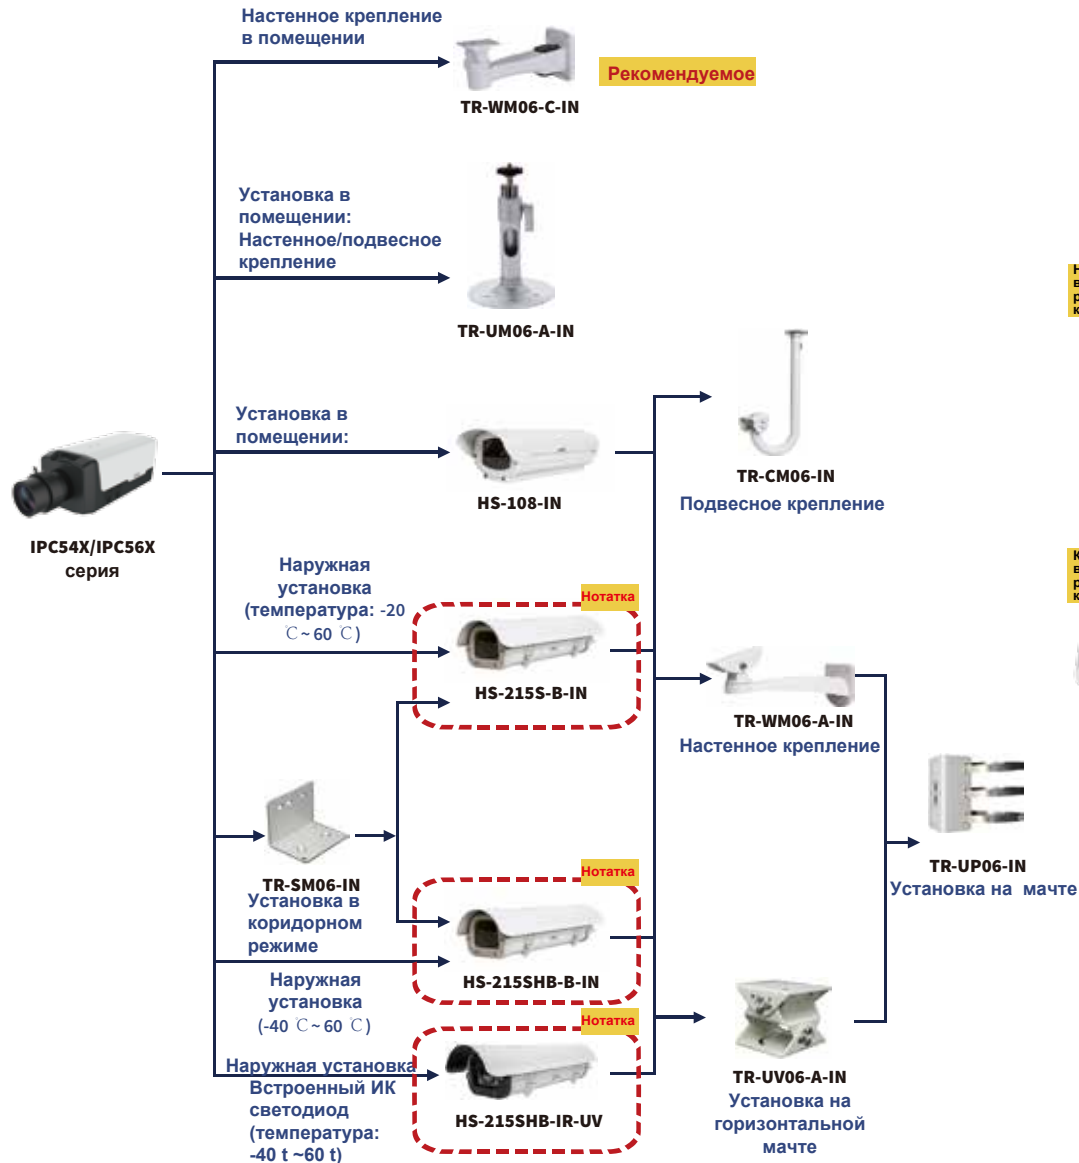 Настенное крепление
в помещении
Рекомендуемое
TR-WM06-C-IN
Установка в
помещении:
Настенное/подвесное
крепление
TR-UM06-A-IN
Установка в
помещении:
HS-108-IN
TR-CM06-IN
Подвесное крепление
IPC54X/IPC56X
серия
Наружная
установка
(температура: -20
℃~60 ℃)
Нотатка
HS-215S-B-IN
TR-WM06-A-IN
Настенное крепление
TR-SM06-IN
Установка в
коридорном
режиме
Нотатка
HS-215SHB-B-IN
TR-UP06-IN
Установка на мачте
Наружная
установка
(-40 ℃~60 ℃)
Нотатка
Наружная установка
Встроенный ИК
светодиод
(температура:
-40 t ~60 t)
HS-215SHB-IR-UV
TR-UV06-A-IN
Установка на
горизонтальной
мачте